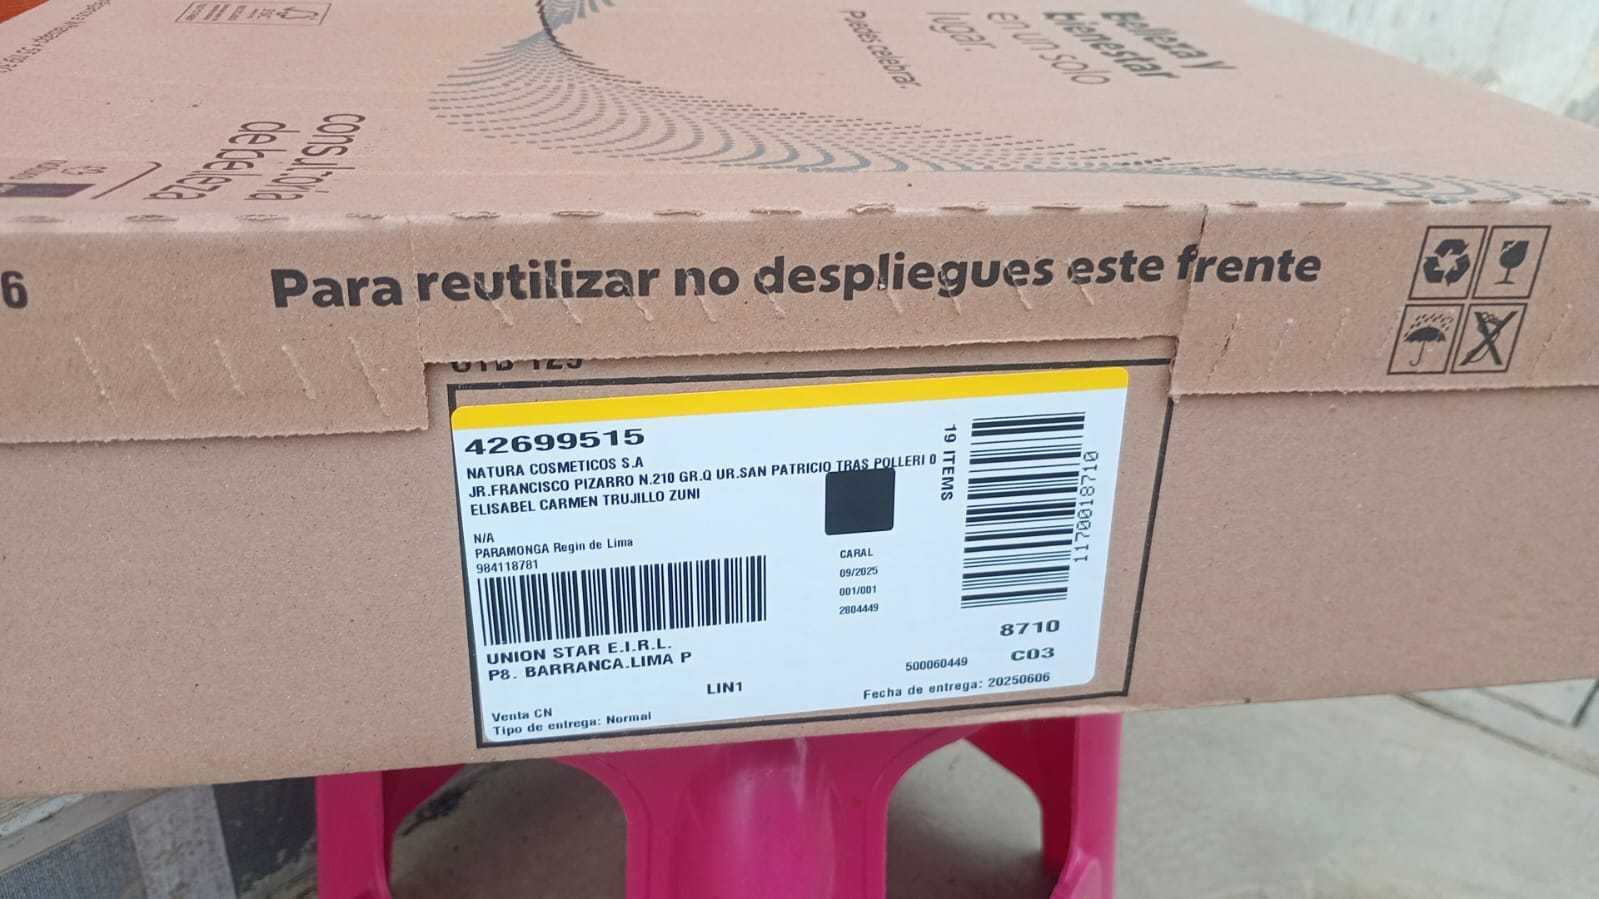 Belleza y
bienestar
en un solo
lugar.
Puedes celebrar.
consultoría
de belleza
6
Para reutilizar no despliegues este frente
42699515
NATURA COSMETICOS S.A
JR.FRANCISCO PIZARRO N.210 GR.Q UR.SAN PATRICIO TRAS POLLERI 0
ELISABEL CARMEN TRUJILLO ZUNI
N/A
PARAMONGA Regin de Lima
984118781
UNION STAR E.I.R.L.
P8. BARRANCA.LIMA P
LIN1
Venta CN
Tipo de entrega: Normal
CARAL
09/2025
001/001
2804449
19 ITEMS
1170018710
8710
C03
500060449
Fecha de entrega: 20250606